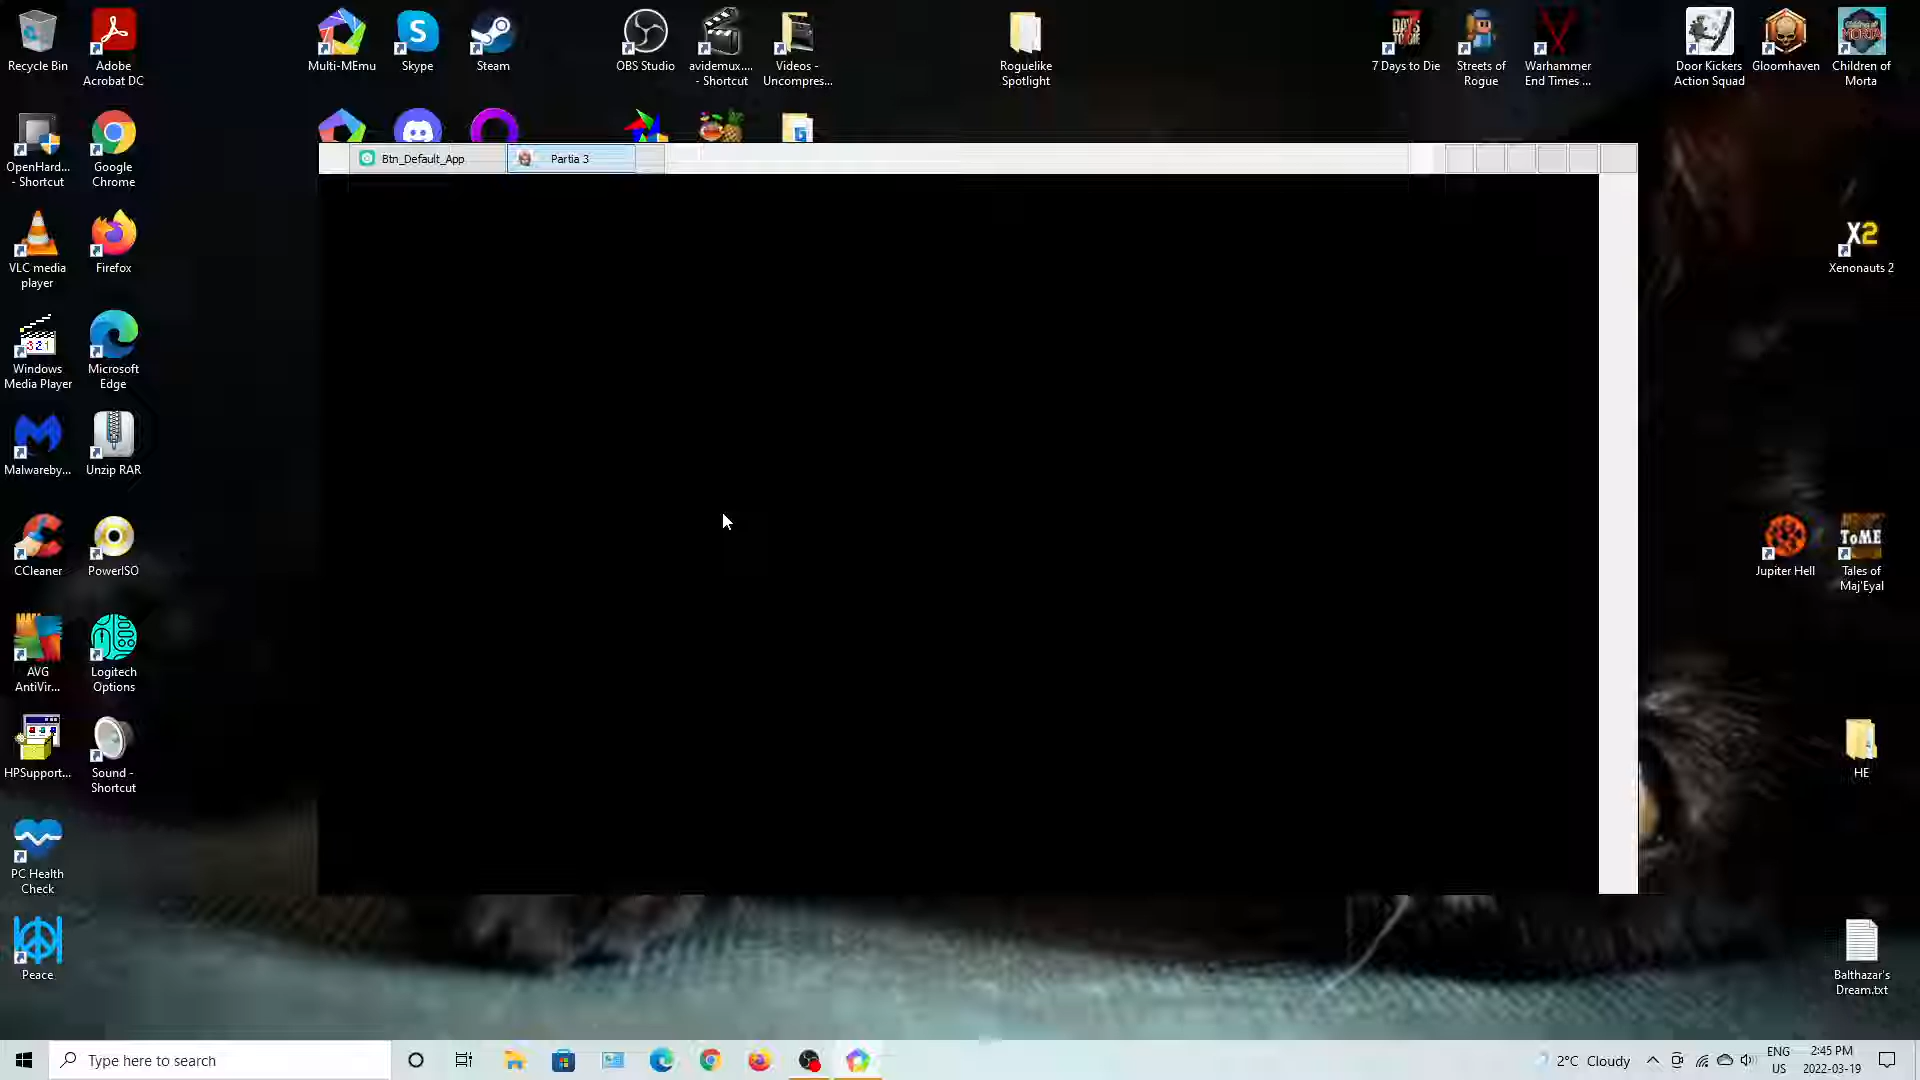 Recycle Bin
Adobe
Acrobat DC
Multi-MEmu
Skype
Steam
OBS Studio
avidemux....
- Shortcut
Videos -
Uncompres...
Roguelike
Spotlight
7 Days to Die
Streets of
Rogue
Warhammer
End Times ...
Door Kickers
Action Squad
Gloomhaven
Children of
Morta
OpenHard...
- Shortcut
Google
Chrome
Btn_Default_App
Partia 3
VLC media
player
Firefox
X2
Xenonauts 2
321
Windows
Media Player
Microsoft
Edge
Malwareby...
Unzip RAR
CCleaner
PowerISO
Jupiter Hell
ToME
Tales of
Maj'Eyal
AVG
AntiVir...
Logitech
Options
HPSupport...
Sound -
Shortcut
HE
PC Health
Check
Peace
Balthazar's
Dream.txt
Type here to search
2°C Cloudy
ENG
US
2:45 PM
2022-03-19